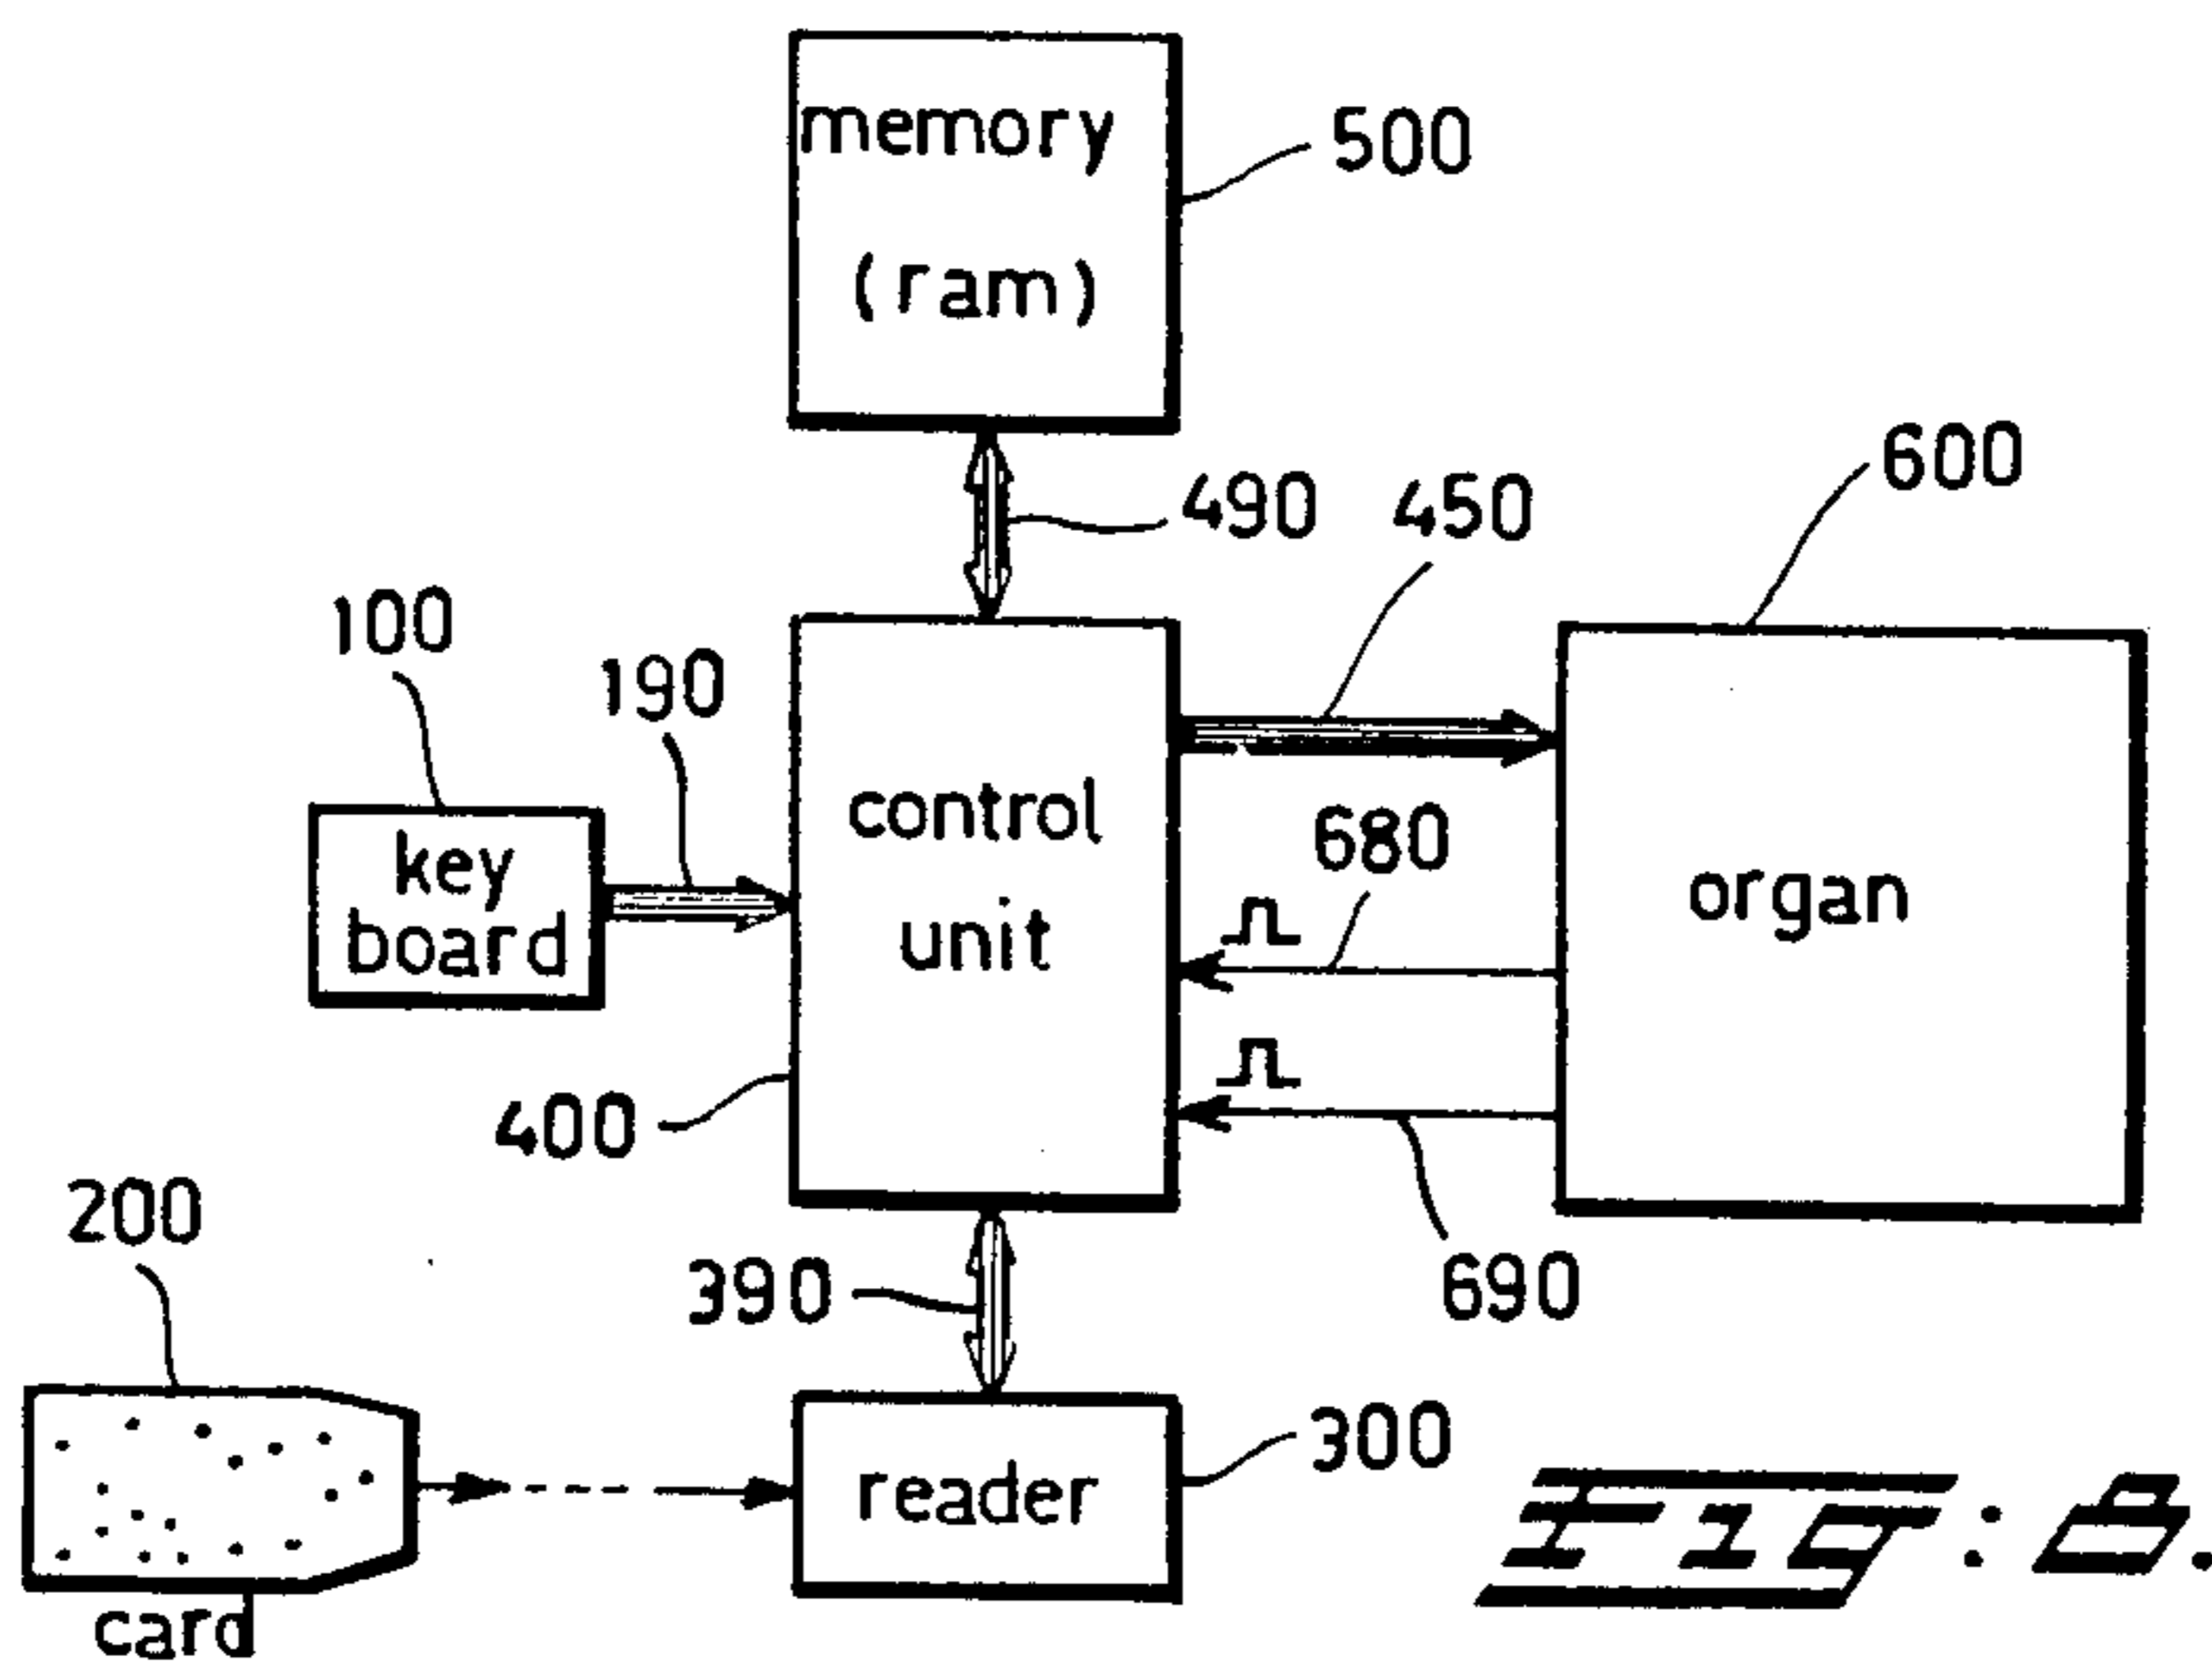 memory
(ram)
500
490
450
600
100
190
key
board
control
unit
680
organ
400
690
200
390
card
reader
300
Fig: 8.